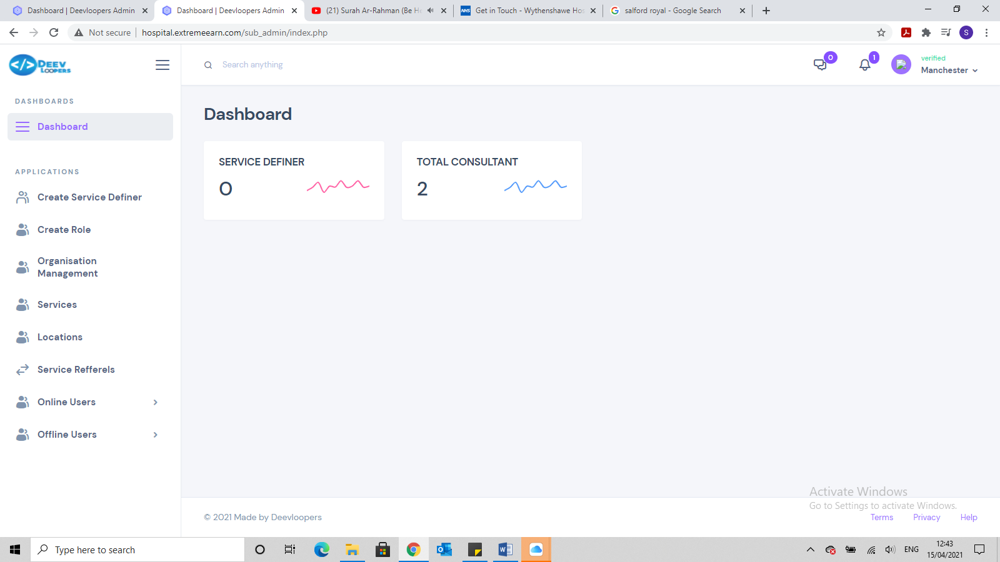 Dashboard | Deevloopers Admin
Dashboard | Deevloopers Admin
(21) Surah Ar-Rahman (Be He
NHS
Get in Touch - Wythenshawe Hos
salford royal - Google Search
Not secure
hospital.extremeearn.com/sub_admin/index.php
S
DEEV
LOOPERS
Search anything
0
1
verified
Manchester
DASHBOARDS
Dashboard
APPLICATIONS
Create Service Definer
Create Role
Organisation
Management
Services
Locations
Service Refferels
Online Users
Offline Users
Dashboard
SERVICE DEFINER
0
TOTAL CONSULTANT
2
Activate Windows
Go to Settings to activate Windows.
© 2021 Made by Deevloopers
Terms
Privacy
Help
Type here to search
ENG
12:43
15/04/2021